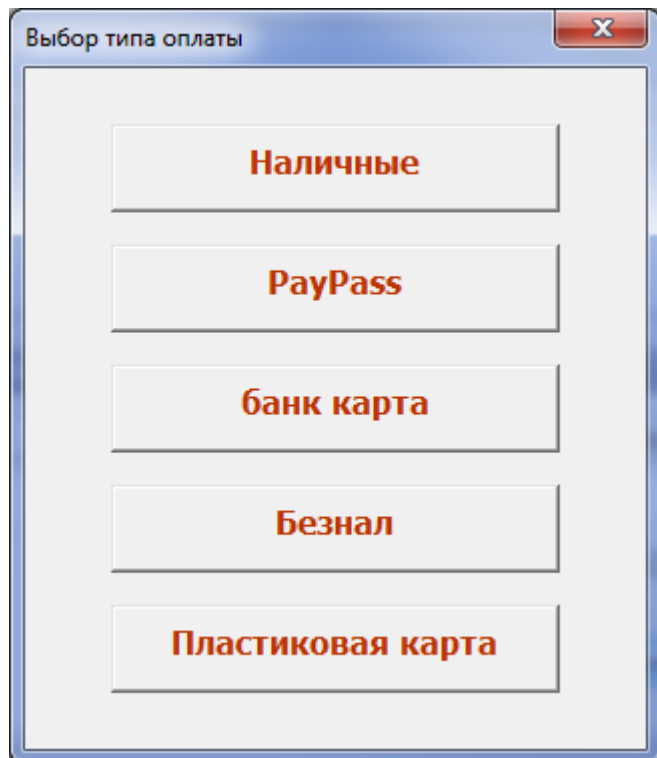 Выбор типа оплаты
Наличные
PayPass
банк карта
Безнал
Пластиковая карта